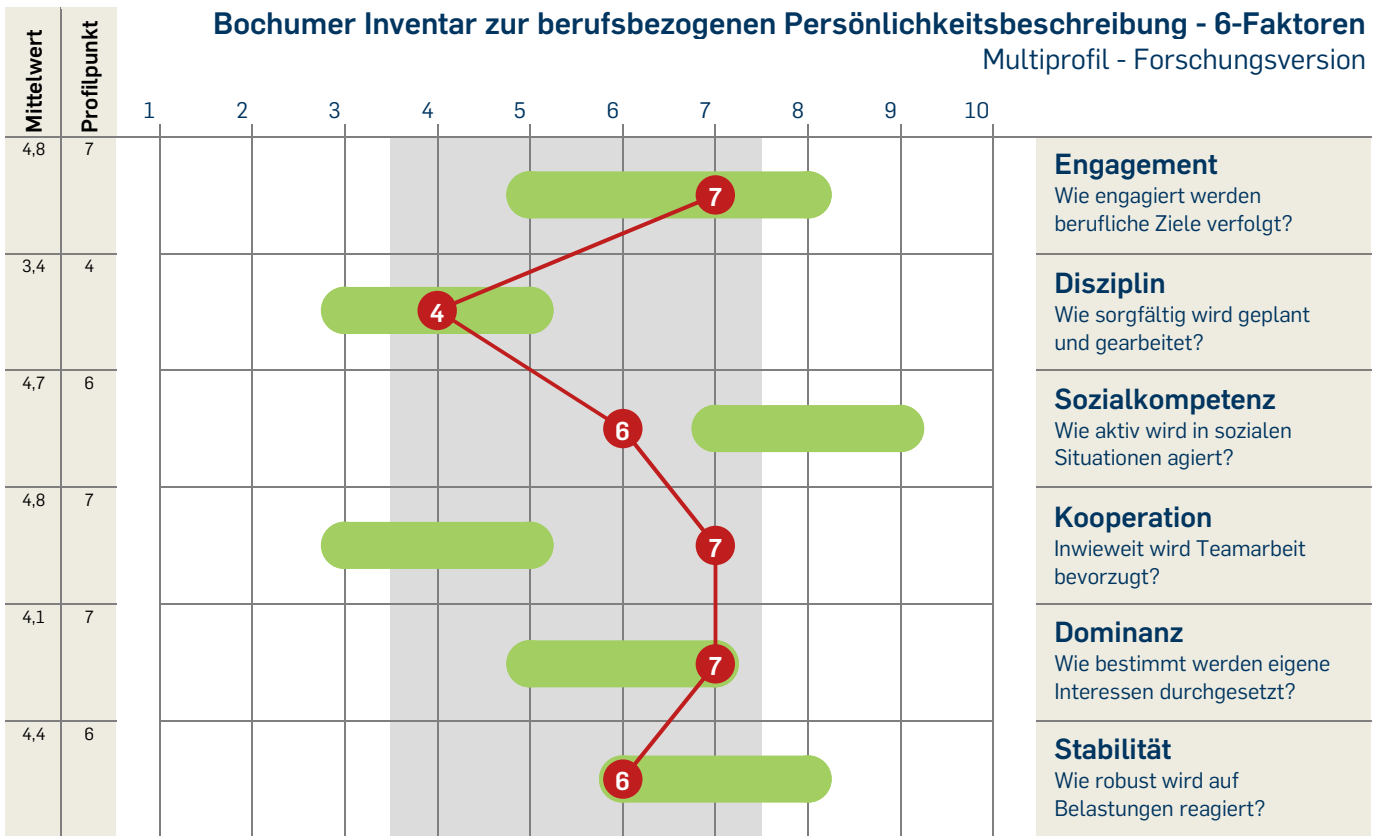 Bochumer Inventar zur berufsbezogenen Persönlichkeitsbeschreibung - 6-Faktoren
Multiprofil - Forschungsversion
Mittelwert
Profilpunkt
1 2 3 4 5 6 7 8 9 10
4,8 7
7
Engagement
Wie engagiert werden
berufliche Ziele verfolgt?
3,4 4
4
Disziplin
Wie sorgfältig wird geplant
und gearbeitet?
4,7 6
6
Sozialkompetenz
Wie aktiv wird in sozialen
Situationen agiert?
4,8 7
7
Kooperation
Inwieweit wird Teamarbeit
bevorzugt?
4,1 7
7
Dominanz
Wie bestimmt werden eigene
Interessen durchgesetzt?
4,4 6
6
Stabilität
Wie robust wird auf
Belastungen reagiert?